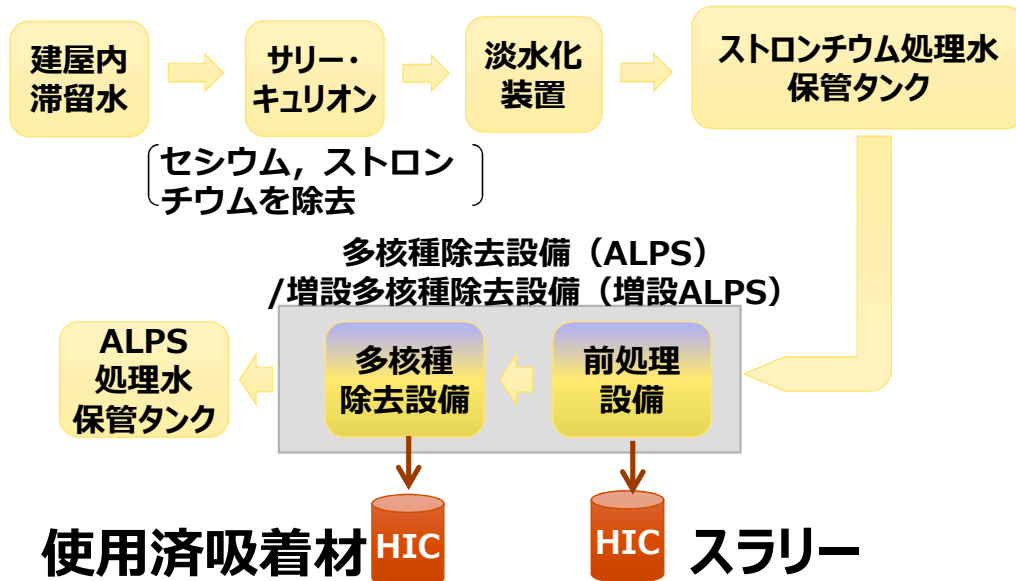 建屋内
滞留水
サリー・
キュリオン
淡水化
装置
ストロンチウム処理水
保管タンク
セシウム，ストロン
チウムを除去
多核種除去設備（ALPS）
/増設多核種除去設備（増設ALPS）
前処理
設備
多核種
除去設備
ALPS
処理水
保管タンク
使用済吸着材
HIC
HIC
スラリー